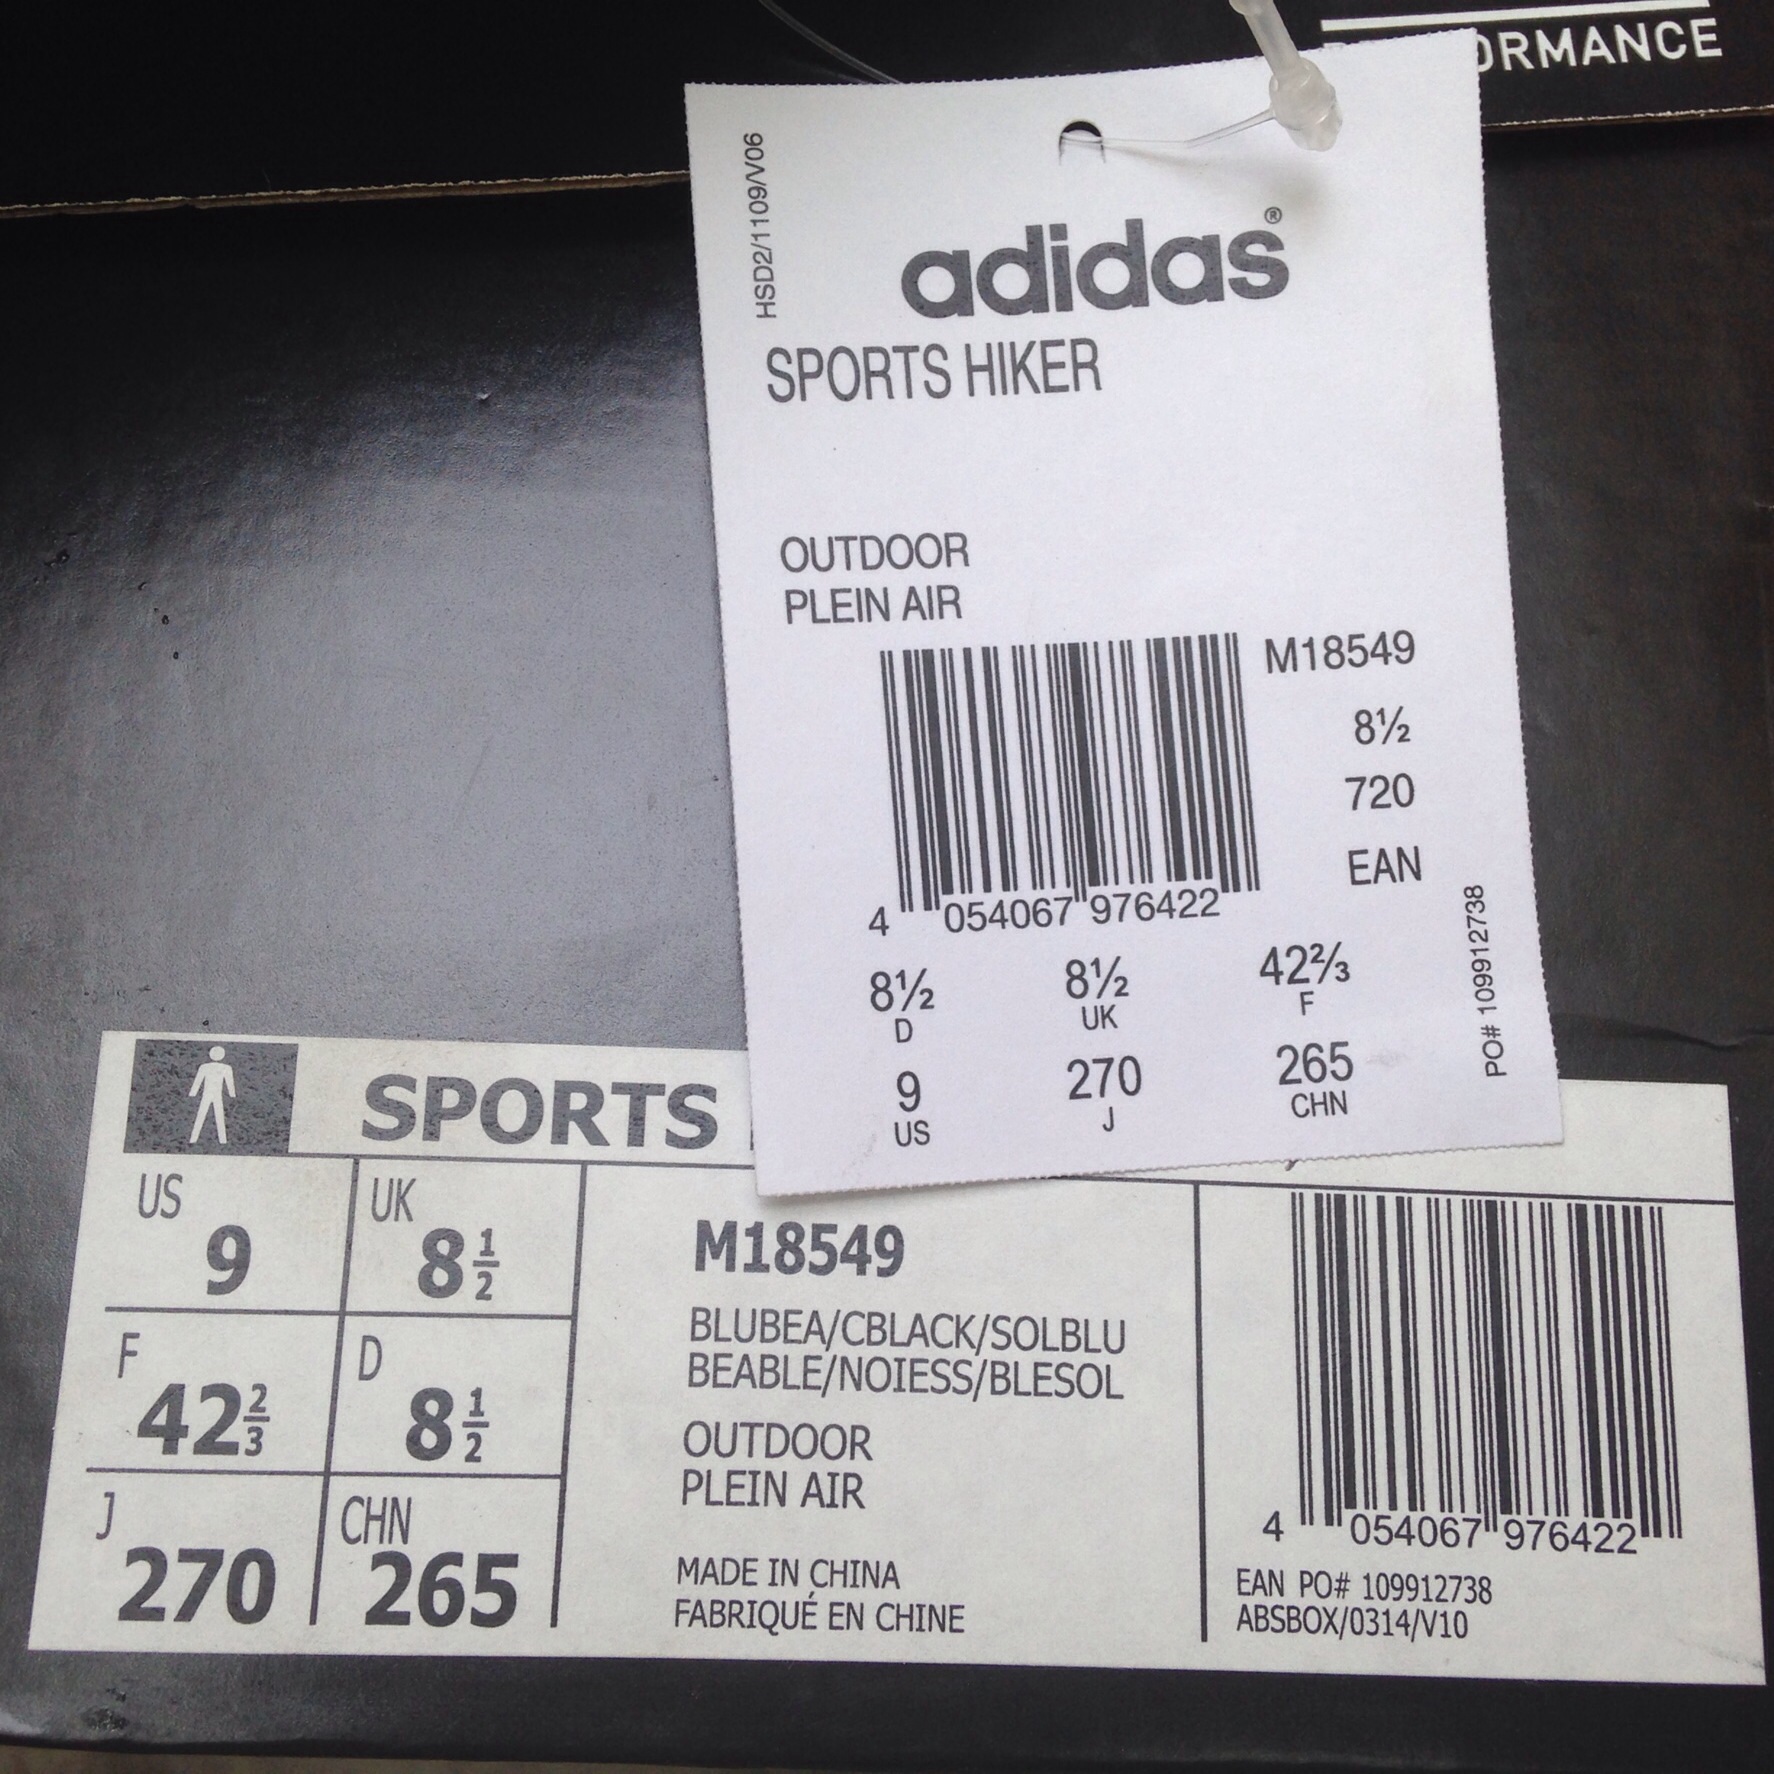 ORMANCE
HSD2/1109/V06
adidas®
SPORTS HIKER
OUTDOOR
PLEIN AIR
M18549
8½
720
EAN
4 054067 976422
8½ 8½ 42⅔
D UK F
9 270 265
US J CHN
PO# 109912738
SPORTS
US 9 UK 8½
F 42⅔ D 8½
J 270 CHN 265
M18549
BLUBEA/CBLACK/SOLBLU
BEABLE/NOIESS/BLESOL
OUTDOOR
PLEIN AIR
MADE IN CHINA
FABRIQUÉ EN CHINE
4 054067 976422
EAN PO# 109912738
ABSBOX/0314/V10